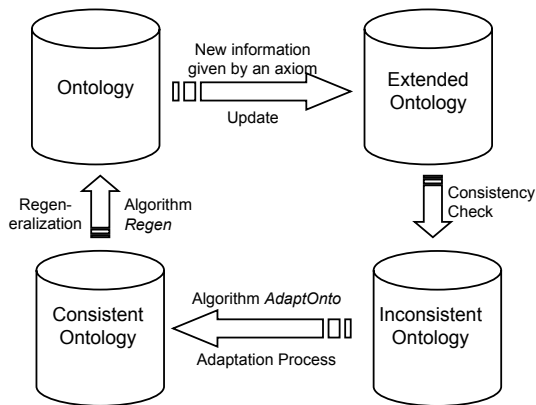 Ontology
New information
given by an axiom
Update
Extended
Ontology
Regen-
eralization
Algorithm
Regen
Consistency
Check
Consistent
Ontology
Algorithm AdaptOnto
Adaptation Process
Inconsistent
Ontology